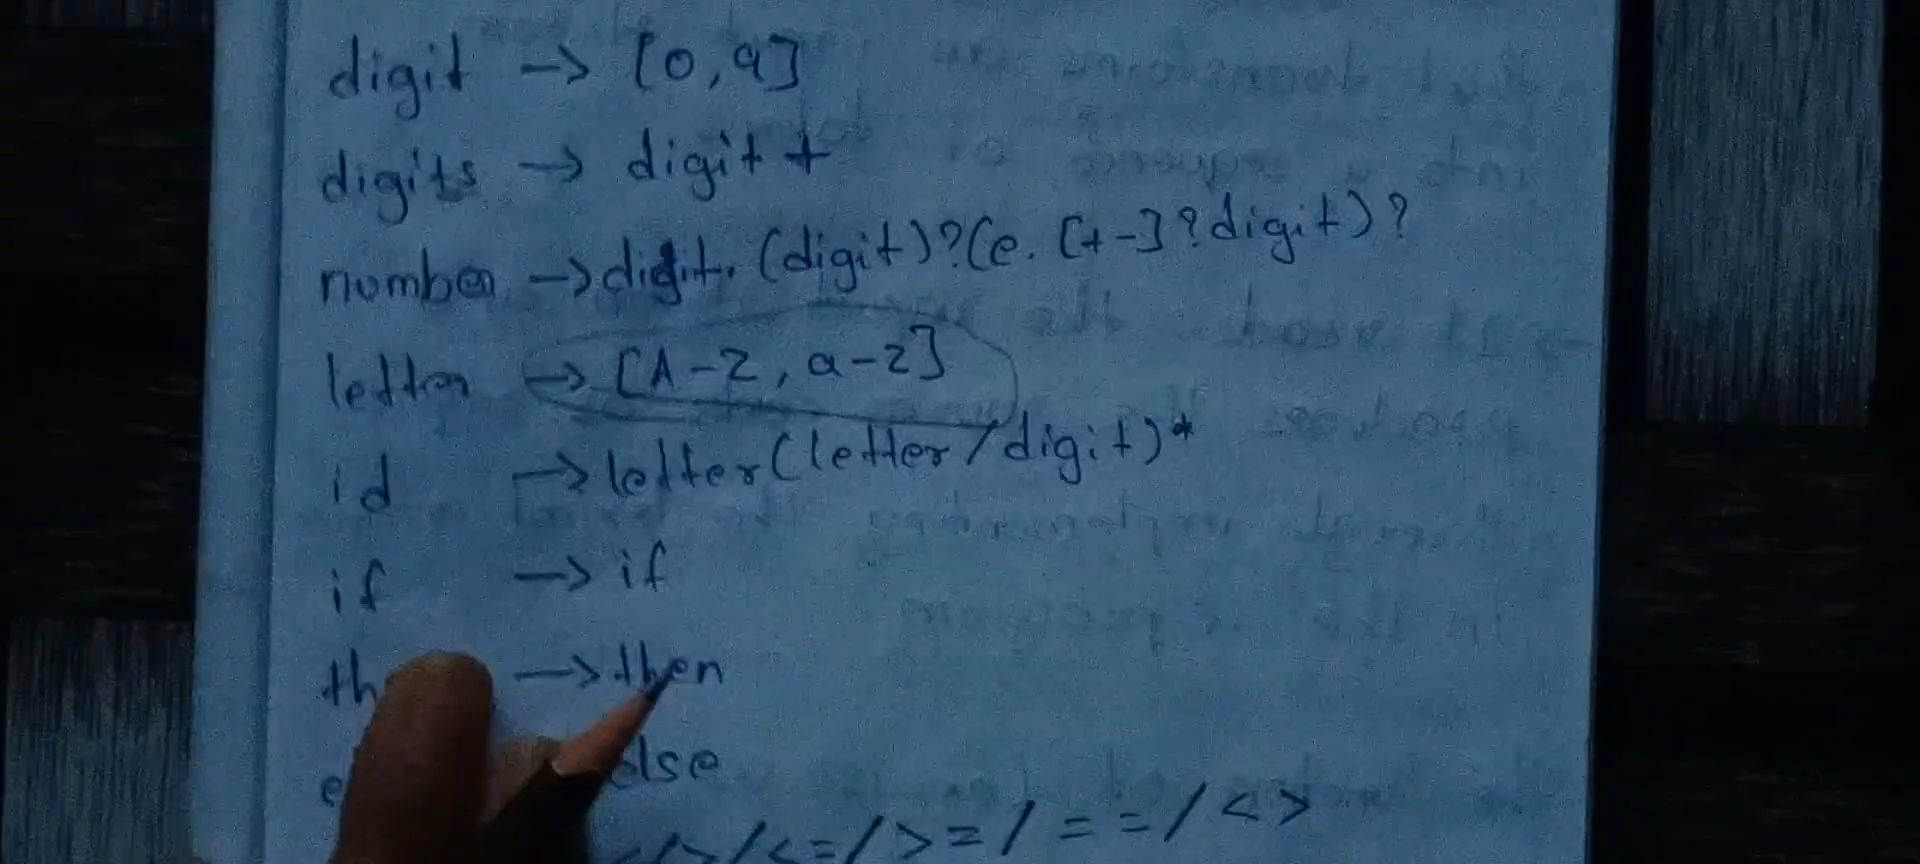 digit -> [0,9]
digits -> digit +
number -> digit. (digit)?(e. [+-]?digit)?
letter -> [A-Z, a-z]
id -> letter(letter/digit)*
if -> if
th -> then
e else
</>/<=/>=/==/<>